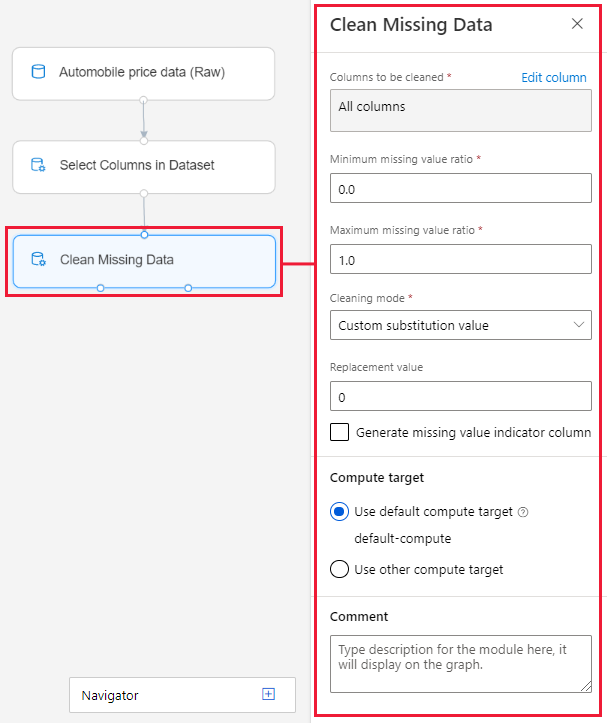 Automobile price data (Raw)
Select Columns in Dataset
Clean Missing Data
Navigator
Clean Missing Data
Columns to be cleaned * Edit column
All columns
Minimum missing value ratio *
0.0
Maximum missing value ratio *
1.0
Cleaning mode *
Custom substitution value
Replacement value
0
Generate missing value indicator column
Compute target
Use default compute target ?
default-compute
Use other compute target
Comment
Type description for the module here, it
will display on the graph.